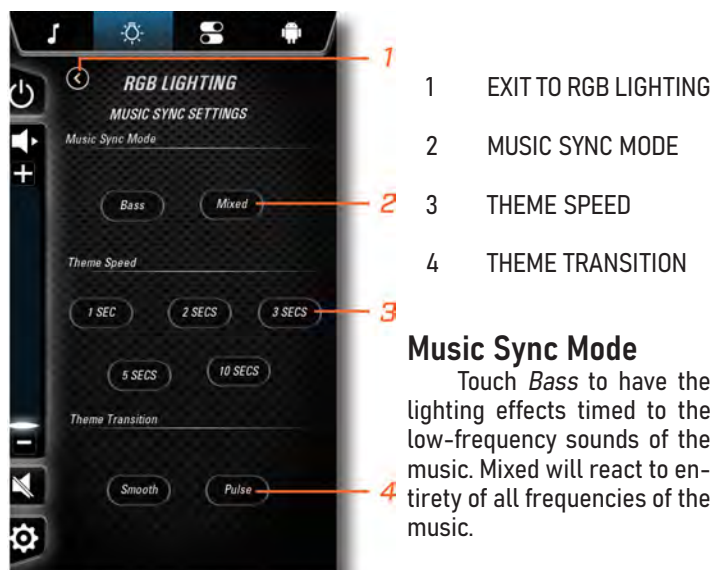 RGB LIGHTING
MUSIC SYNC SETTINGS
Music Sync Mode
Bass
Mixed
Theme Speed
1 SEC
2 SECS
3 SECS
5 SECS
10 SECS
Theme Transition
Smooth
Pulse
1
2
3
4
1 EXIT TO RGB LIGHTING
2 MUSIC SYNC MODE
3 THEME SPEED
4 THEME TRANSITION
Music Sync Mode
Touch Bass to have the
lighting effects timed to the
low-frequency sounds of the
music. Mixed will react to en-
tirety of all frequencies of the
music.